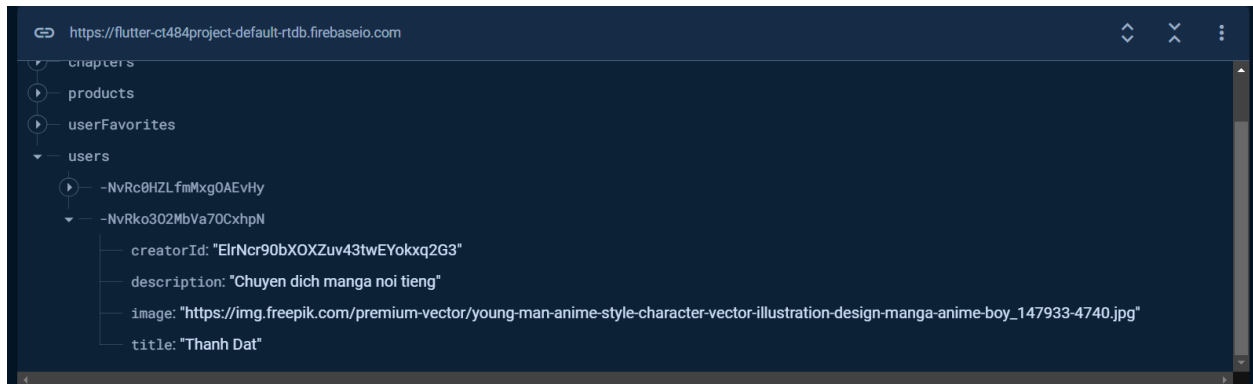 https://flutter-ct484project-default-rtdb.firebaseio.com
chapters
products
userFavorites
users
-NvRc0HZLfmMxgOAEvHy
-NvRko3O2MbVa7OCxhpN
creatorId: "ElrNcr90bXOXZuv43twEYokxq2G3"
description: "Chuyen dich manga noi tieng"
image: "https://img.freepik.com/premium-vector/young-man-anime-style-character-vector-illustration-design-manga-anime-boy_147933-4740.jpg"
title: "Thanh Dat"